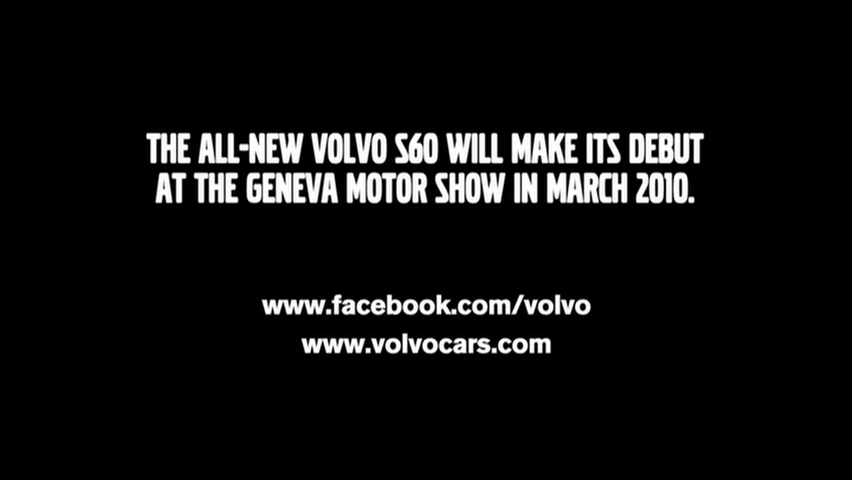 THE ALL-NEW VOLVO S60 WILL MAKE ITS DEBUT
AT THE GENEVA MOTOR SHOW IN MARCH 2010.
www.facebook.com/volvo
www.volvocars.com